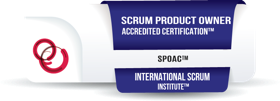 SCRUM PRODUCT OWNER
ACCREDITED CERTIFICATION™
SPOAC™
INTERNATIONAL SCRUM
INSTITUTE™